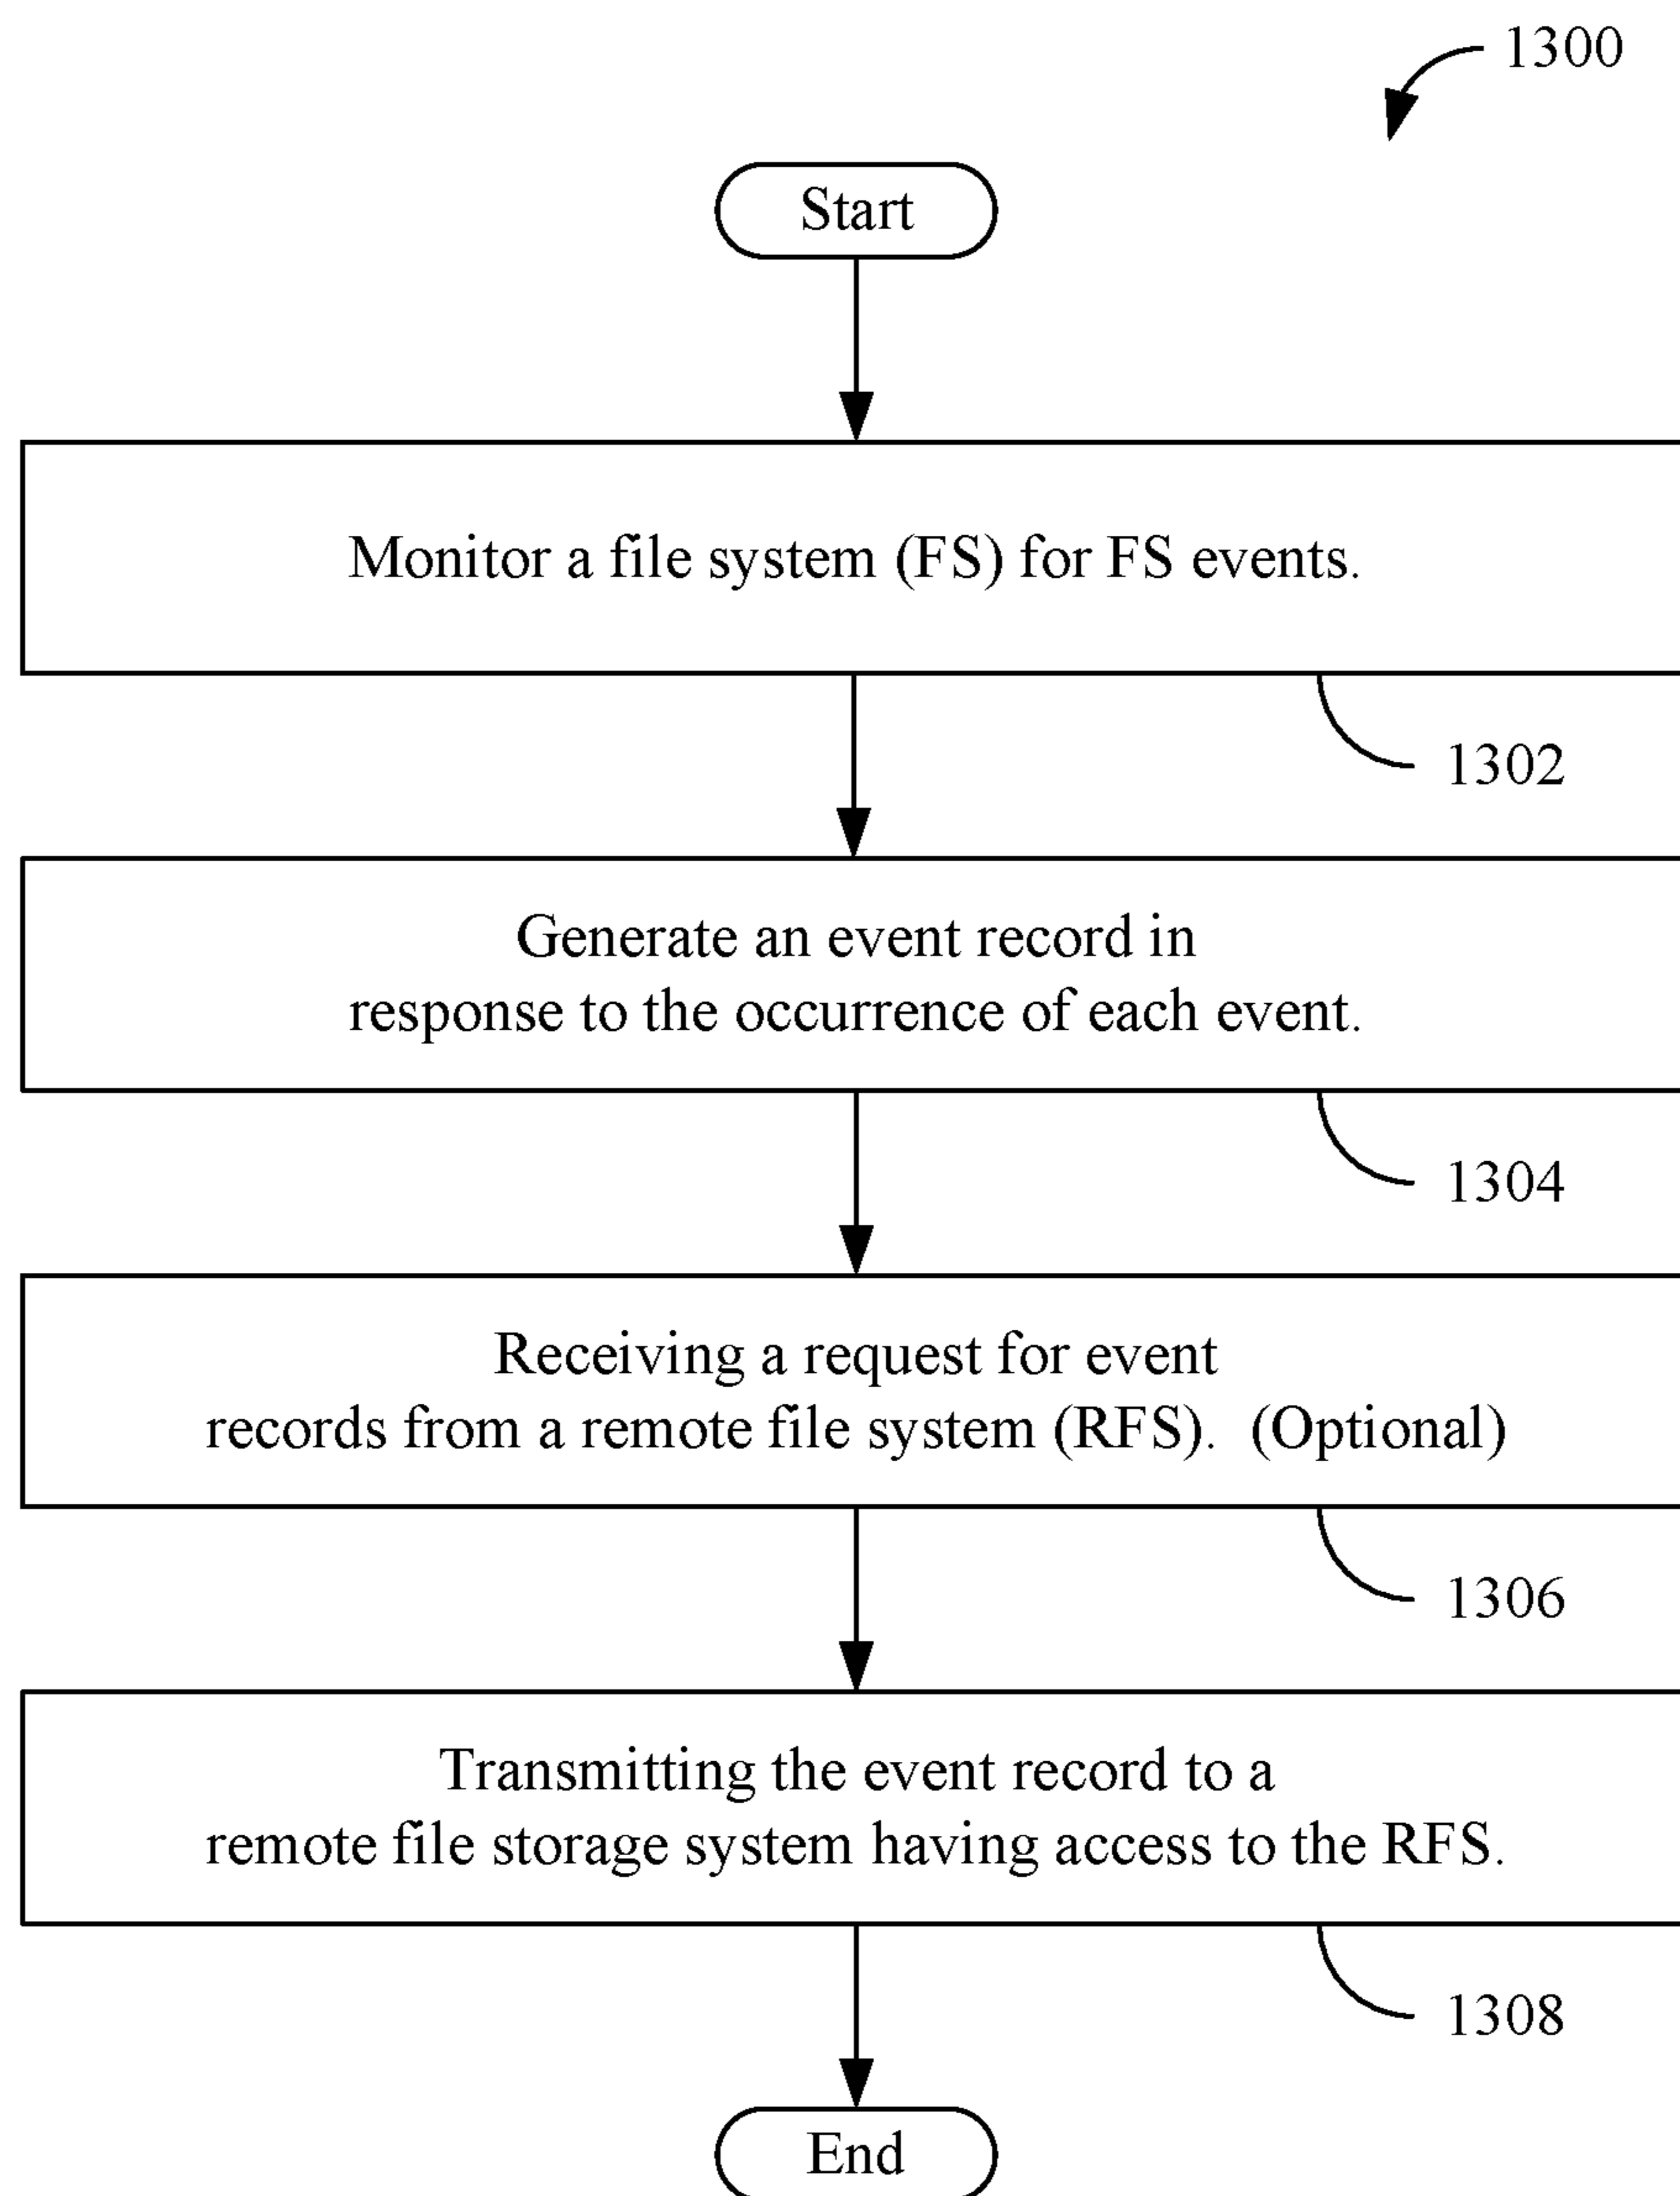 1300
Start
Monitor a file system (FS) for FS events.
1302
Generate an event record in
response to the occurrence of each event.
1304
Receiving a request for event
records from a remote file system (RFS).  (Optional)
1306
Transmitting the event record to a
remote file storage system having access to the RFS.
1308
End